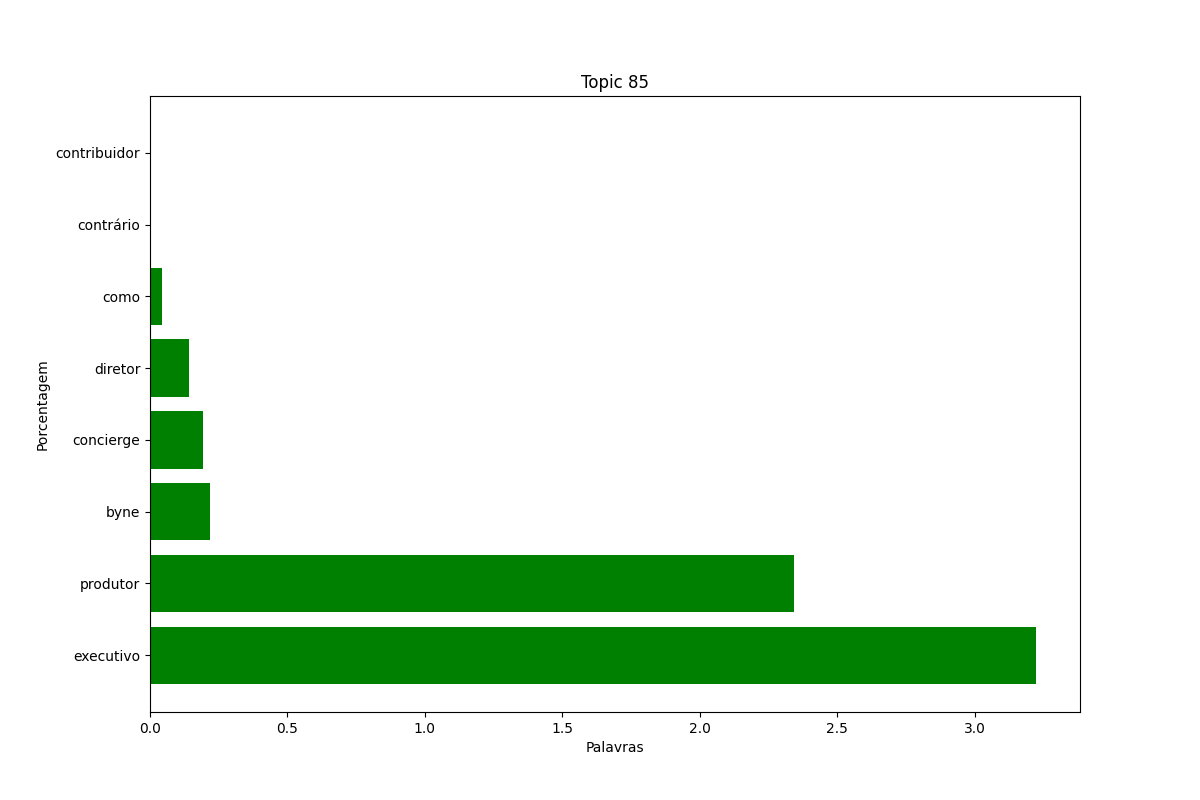 Topic 85
contribuidor
contrário
como
diretor
concierge
byne
produtor
executivo
Porcentagem
0.0 0.5 1.0 1.5 2.0 2.5 3.0
Palavras